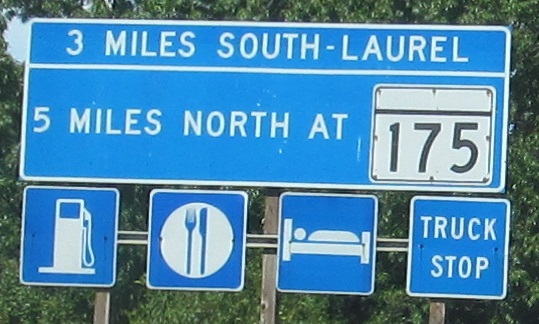 3 MILES SOUTH-LAUREL
5 MILES NORTH AT 175
TRUCK
STOP